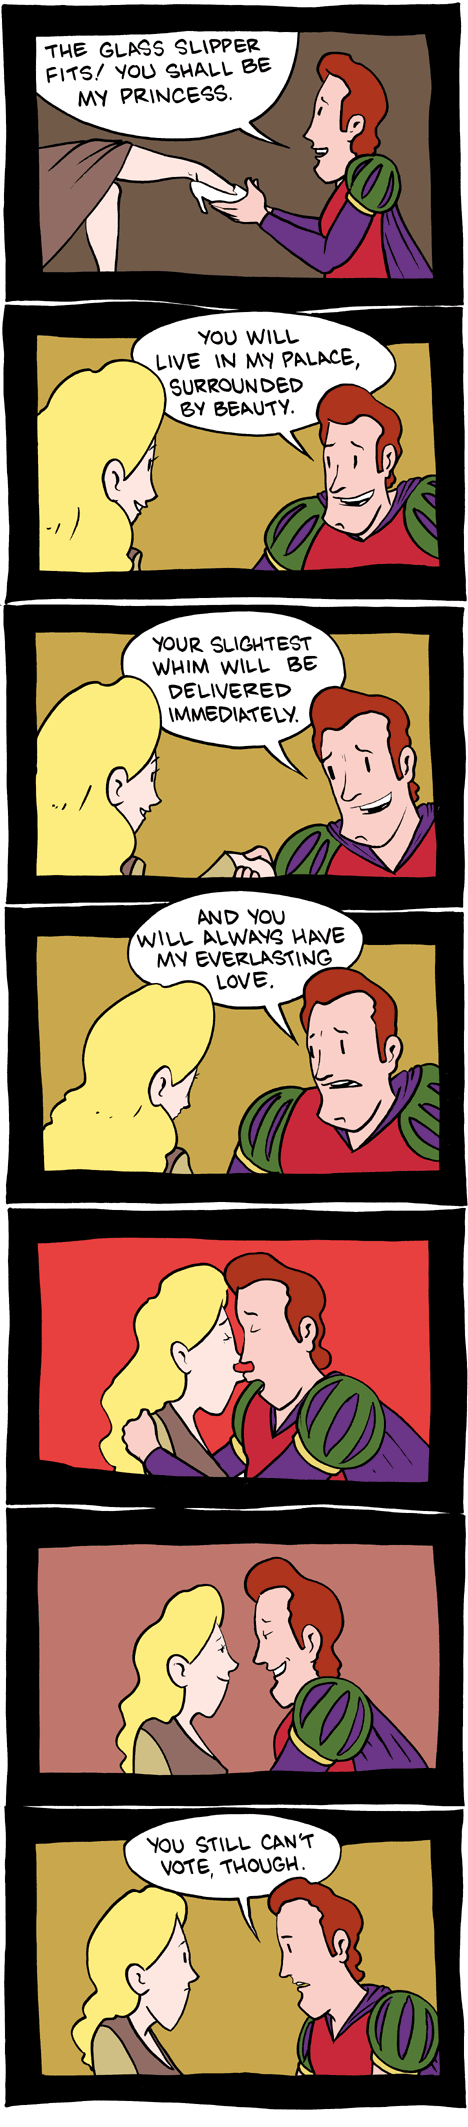 THE GLASS SLIPPER
FITS! YOU SHALL BE
MY PRINCESS.
YOU WILL
LIVE IN MY PALACE,
SURROUNDED
BY BEAUTY.
YOUR SLIGHTEST
WHIM WILL BE
DELIVERED
IMMEDIATELY.
AND YOU
WILL ALWAYS HAVE
MY EVERLASTING
LOVE.
YOU STILL CAN'T
VOTE, THOUGH.